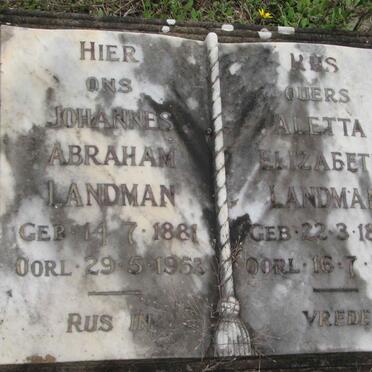 HIER
ONS
JOHANNES
ABRAHAM
LANDMAN
GEB 14·7·1881
OORL·29·5·1953
RUS IN
RUS
OUERS
ALETTA
ELIZABET
LANDMAN
GEB·22·3·18
OORL·16·7·
VREDE